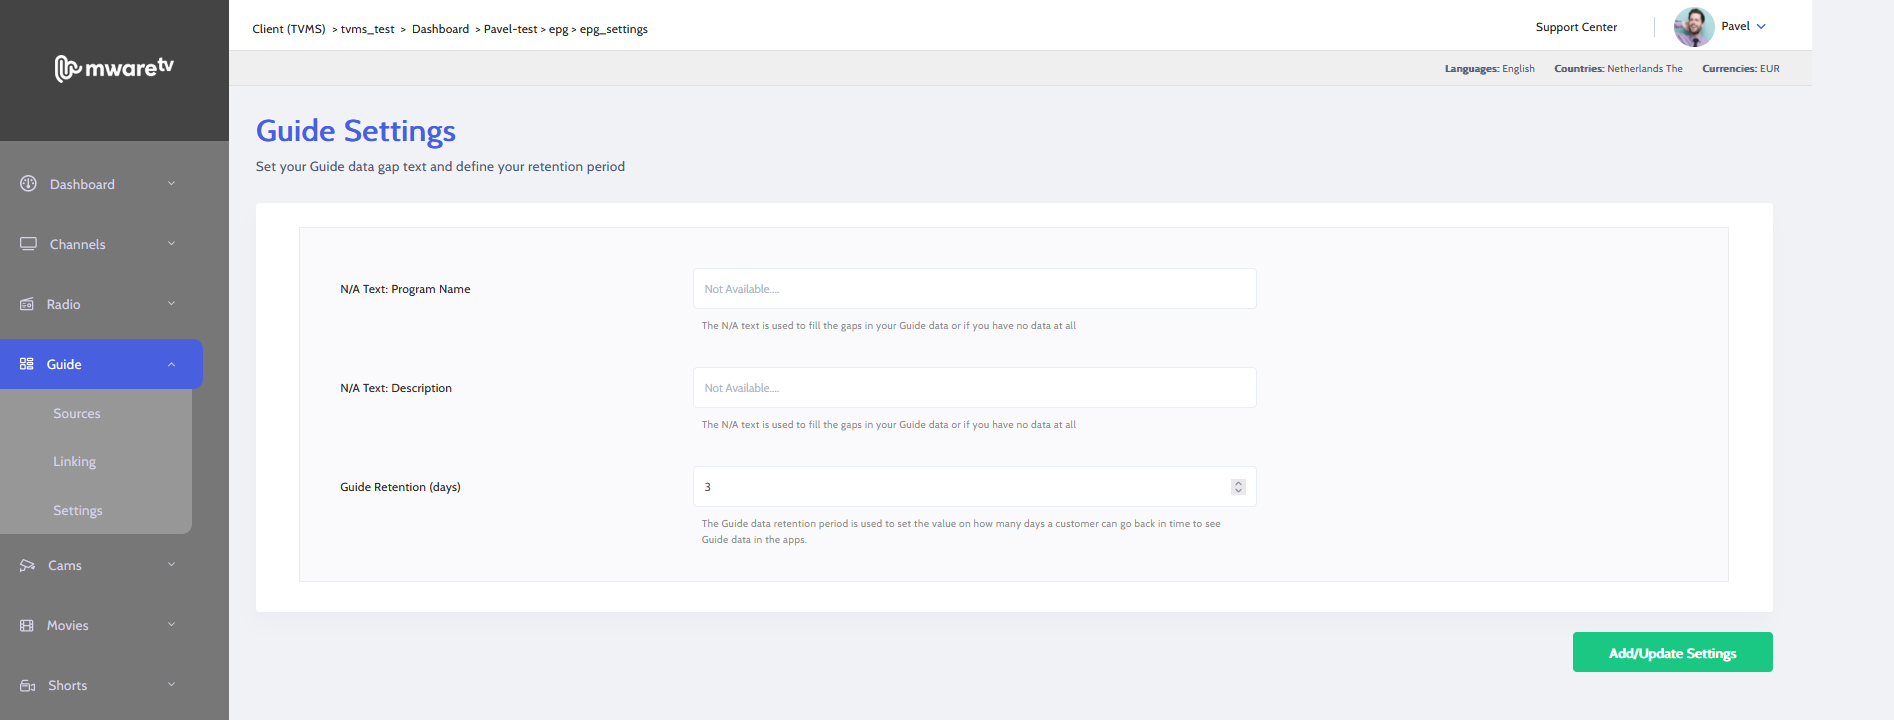 mwaretv
Client (TVMS) > tvms_test > Dashboard > Pavel-test > epg > epg_settings
Support Center
Pavel
Languages: English Countries: Netherlands The Currencies: EUR
Dashboard
Channels
Radio
Guide
Sources
Linking
Settings
Cams
Movies
Shorts
Guide Settings
Set your Guide data gap text and define your retention period
N/A Text: Program Name
Not Available....
The N/A text is used to fill the gaps in your Guide data or if you have no data at all
N/A Text: Description
Not Available....
The N/A text is used to fill the gaps in your Guide data or if you have no data at all
Guide Retention (days)
3
The Guide data retention period is used to set the value on how many days a customer can go back in time to see
Guide data in the apps.
Add/Update Settings